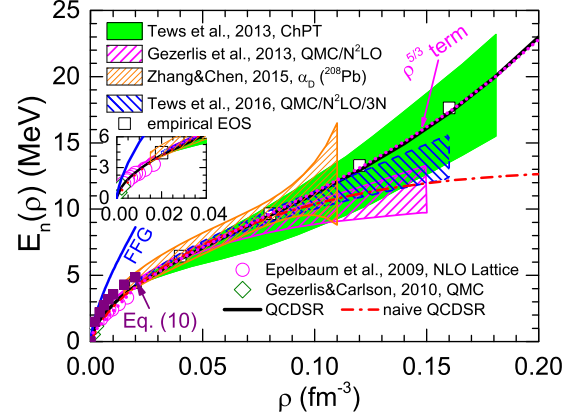 25
20
15
10
5
0
E_n(ρ) (MeV)
Tews et al., 2013, ChPT
Gezerlis et al., 2013, QMC/N²LO
Zhang&Chen, 2015, α_D (²⁰⁸Pb)
Tews et al., 2016, QMC/N²LO/3N
empirical EOS
ρ^5/3 term
6
3
0
0.00 0.02 0.04
FFG
Eq. (10)
Epelbaum et al., 2009, NLO Lattice
Gezerlis&Carlson, 2010, QMC
QCDSR
naive QCDSR
0.00 0.05 0.10 0.15 0.20
ρ (fm⁻³)